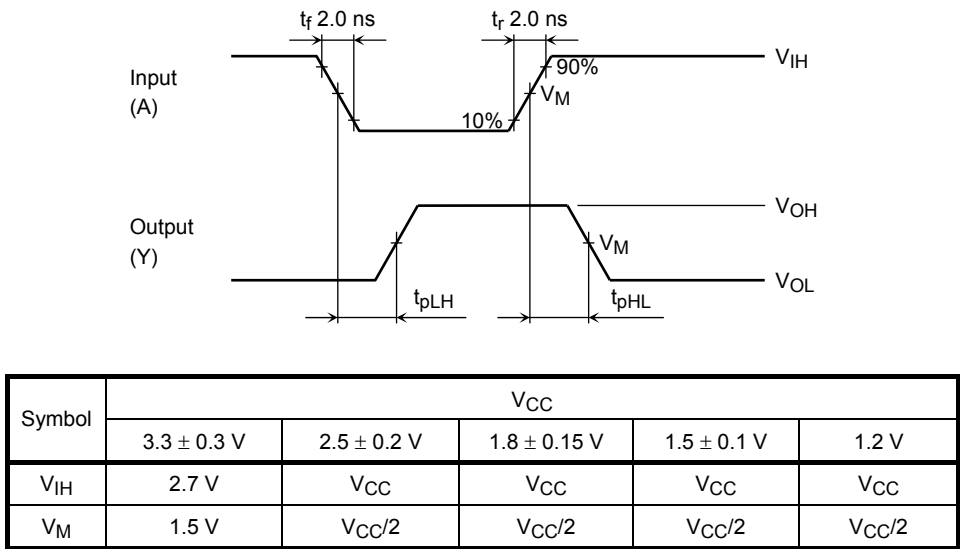 tf 2.0 ns tr 2.0 ns
Input
(A)
90%
VM
10%
VIH
Output
(Y)
VOH
VM
VOL
tpLH tpHL
Symbol VCC
3.3 ± 0.3 V 2.5 ± 0.2 V 1.8 ± 0.15 V 1.5 ± 0.1 V 1.2 V
VIH 2.7 V VCC VCC VCC VCC
VM 1.5 V VCC/2 VCC/2 VCC/2 VCC/2